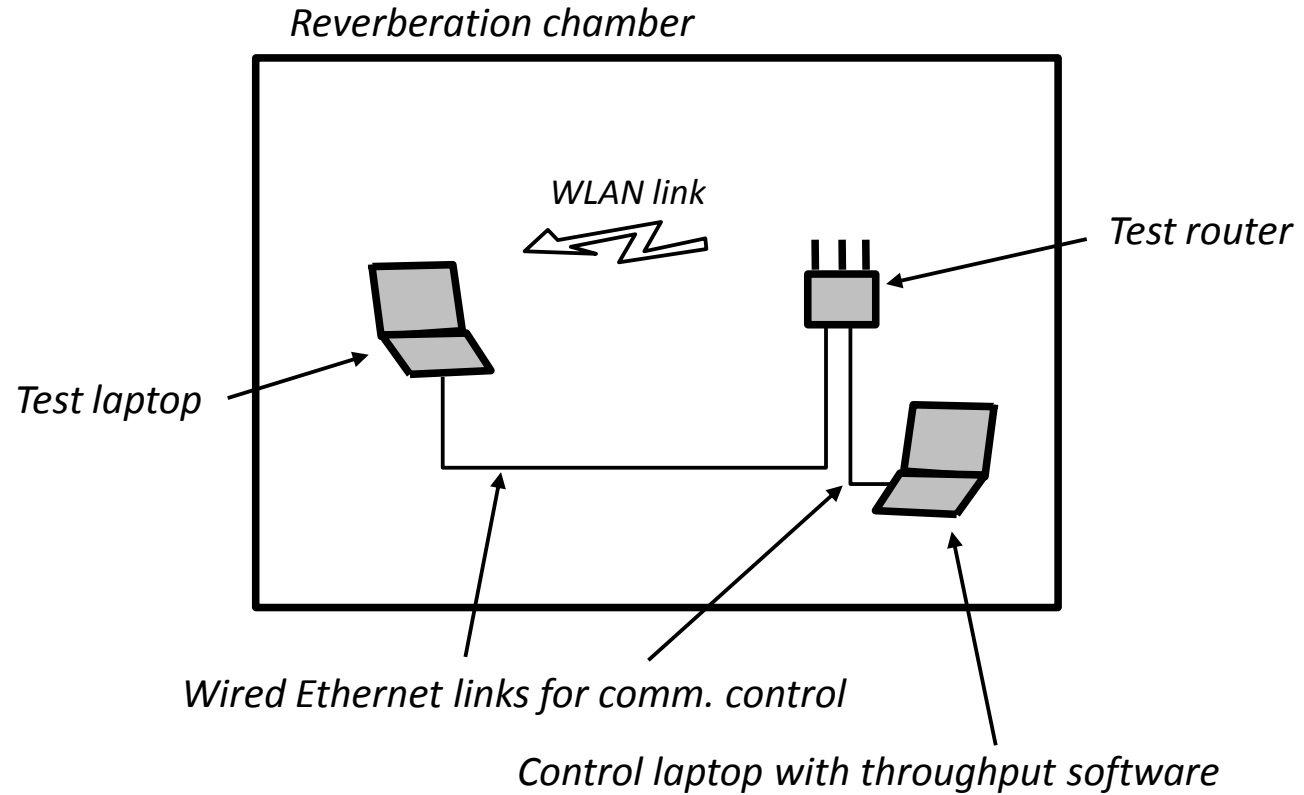 Reverberation chamber
WLAN link
Test router
Test laptop
Wired Ethernet links for comm. control
Control laptop with throughput software